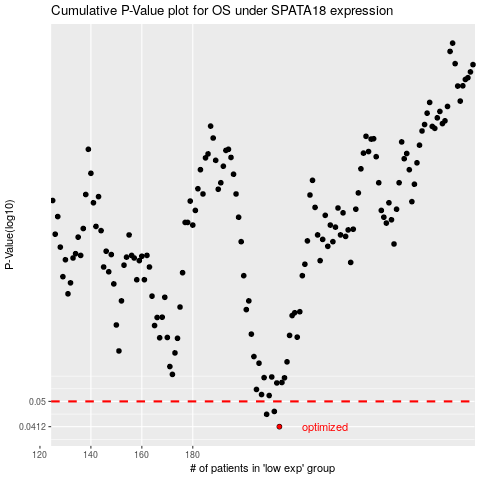 Cumulative P-Value plot for OS under SPATA18 expression
P-Value(log10)
0.05
0.0412
optimized
120 140 160 180
# of patients in 'low exp' group